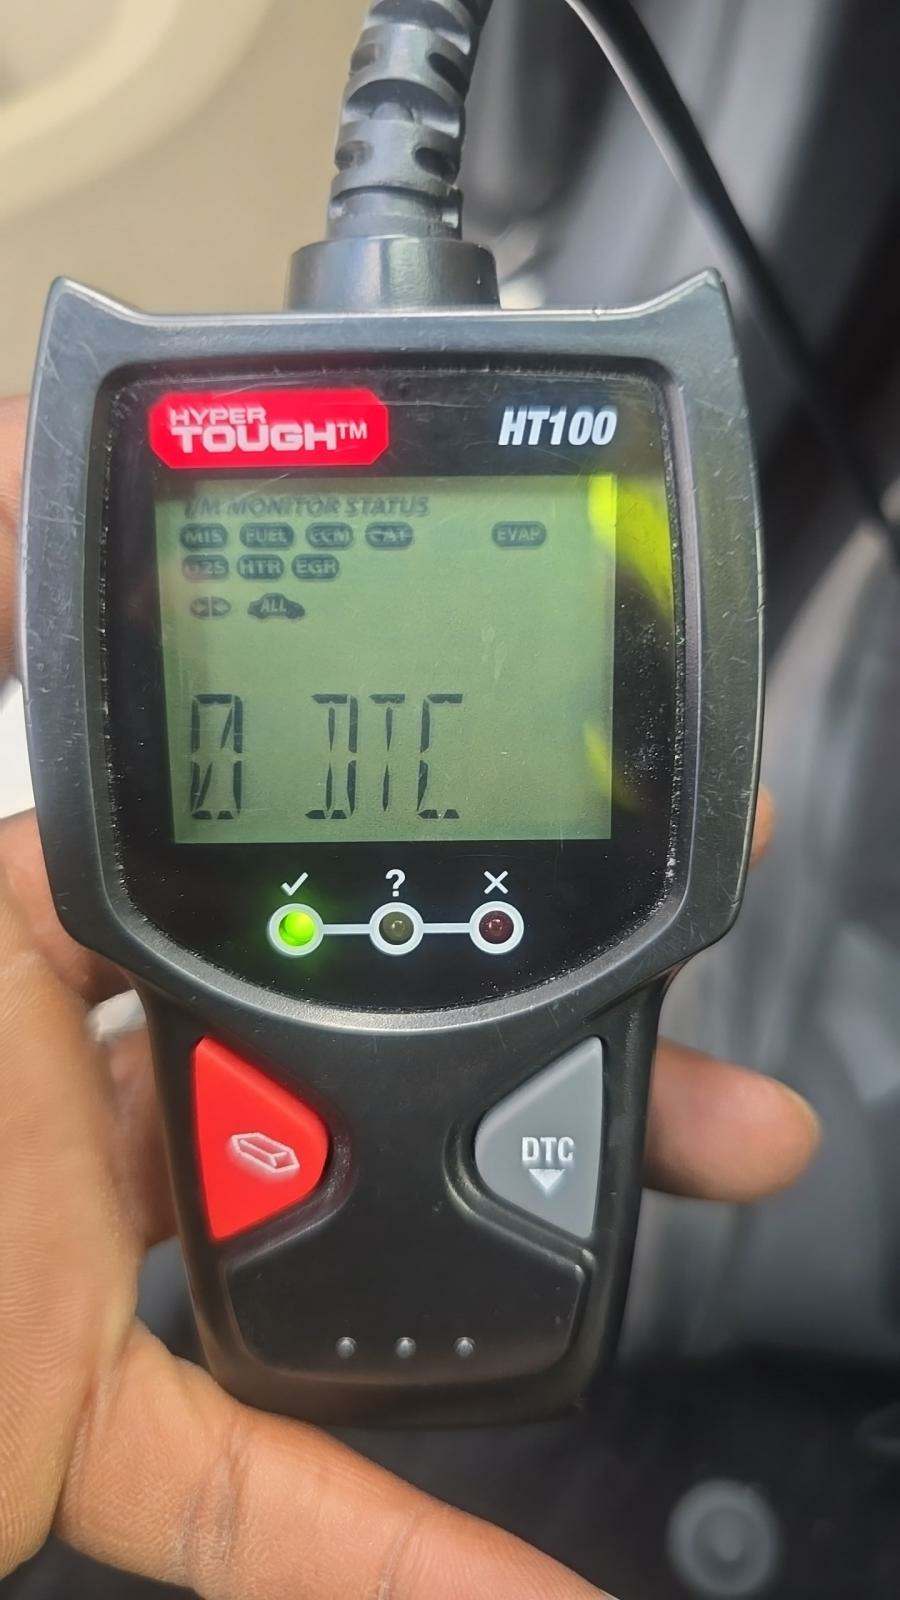 HYPER
TOUGH™
HT100
I/M MONITOR STATUS
MIS FUEL CCM CAT EVAP
O2S HTR EGR
ALL
0 DTC
✓ ? ✕
DTC